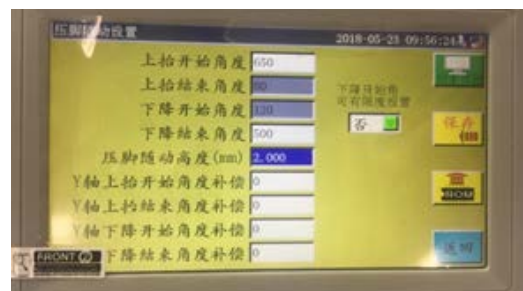 压脚随动设置 2018-05-23 09:56:24
上抬开始角度 650
上抬结束角度 80
下降开始角度 120
下降结束角度 500
压脚随动高度(mm) 2.000
Y轴上抬开始角度补偿 0
Y轴上抬结束角度补偿 0
Y轴下降开始角度补偿 0
下降结束角度补偿 0
下降开始角
可有限度设置
否
保存
返回
FRONT